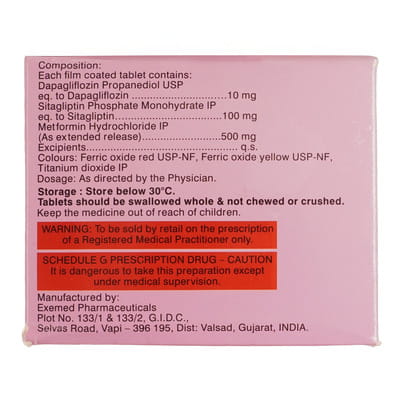 Composition:
Each film coated tablet contains:
Dapagliflozin Propanediol USP
eq. to Dapagliflozin ........................10 mg
Sitagliptin Phosphate Monohydrate IP
eq. to Sitagliptin...........................100 mg
Metformin Hydrochloride IP
(As extended release).....................500 mg
Excipients.......................................q.s.
Colours: Ferric oxide red USP-NF, Ferric oxide yellow USP-NF,
Titanium dioxide IP
Dosage: As directed by the Physician.
Storage : Store below 30°C.
Tablets should be swallowed whole & not chewed or crushed.
Keep the medicine out of reach of children.
WARNING: To be sold by retail on the prescription
of a Registered Medical Practitioner only.
SCHEDULE G PRESCRIPTION DRUG – CAUTION
It is dangerous to take this preparation except
under medical supervision.
Manufactured by:
Exemed Pharmaceuticals
Plot No. 133/1 & 133/2, G.I.D.C.,
Selvas Road, Vapi – 396 195, Dist: Valsad, Gujarat, INDIA.